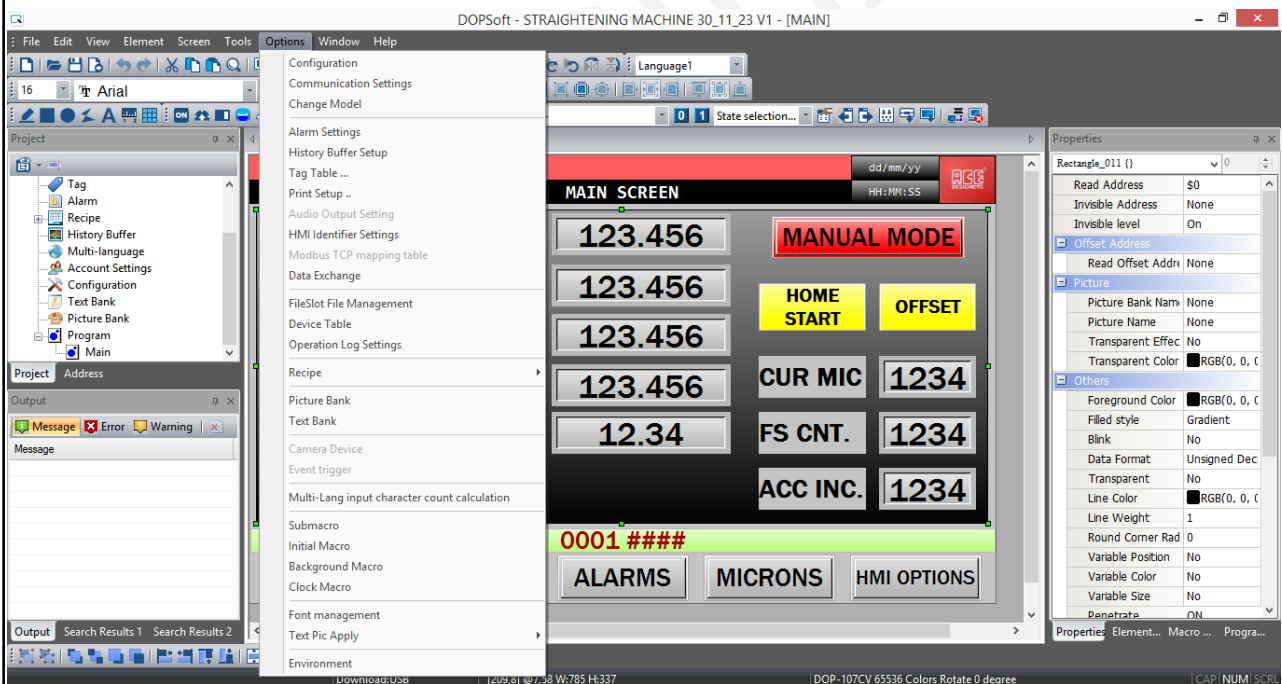 DOPSoft - STRAIGHTENING MACHINE 30_11_23 V1 - [MAIN]
File Edit View Element Screen Tools Options Window Help
Language1
16 Arial
0 1 State selection...
Project
Tag
Alarm
Recipe
History Buffer
Multi-language
Account Settings
Configuration
Text Bank
Picture Bank
Program
Main
Project Address
Output
Message Error Warning
Message
Output Search Results 1 Search Results 2
Configuration
Communication Settings
Change Model
Alarm Settings
History Buffer Setup
Tag Table ...
Print Setup ..
Audio Output Setting
HMI Identifier Settings
Modbus TCP mapping table
Data Exchange
FileSlot File Management
Device Table
Operation Log Settings
Recipe
Picture Bank
Text Bank
Camera Device
Event trigger
Multi-Lang input character count calculation
Submacro
Initial Macro
Background Macro
Clock Macro
Font management
Text Pic Apply
Environment
dd/mm/yy
MAIN SCREEN
HH:MM:SS
ACE
DESIGNERS
123.456
MANUAL MODE
123.456
HOME START
OFFSET
123.456
123.456
CUR MIC 1234
12.34
FS CNT. 1234
ACC INC. 1234
0001 ####
ALARMS MICRONS HMI OPTIONS
Properties
Rectangle_011 {} 0
Read Address $0
Invisible Address None
Invisible level On
Offset Address
Read Offset Addre None
Picture
Picture Bank Nam None
Picture Name None
Transparent Effec No
Transparent Color RGB(0, 0, (
Others
Foreground Color RGB(0, 0, (
Filled style Gradient
Blink No
Data Format Unsigned Dec
Transparent No
Line Color RGB(0, 0, (
Line Weight 1
Round Corner Rad 0
Variable Position No
Variable Color No
Variable Size No
Penetrate ON
Properties Element... Macro ... Progra...
Download:USB [209,8] @7,58 W:785 H:337 DOP-107CV 65536 Colors Rotate 0 degree CAP NUM SCRL